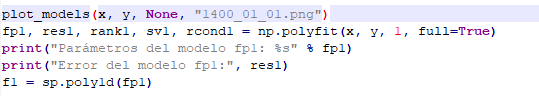 plot_models(x, y, None, "1400_01_01.png")
fp1, res1, rank1, sv1, rcond1 = np.polyfit(x, y, 1, full=True)
print("Parámetros del modelo fp1: %s" % fp1)
print("Error del modelo fp1:", res1)
f1 = sp.poly1d(fp1)